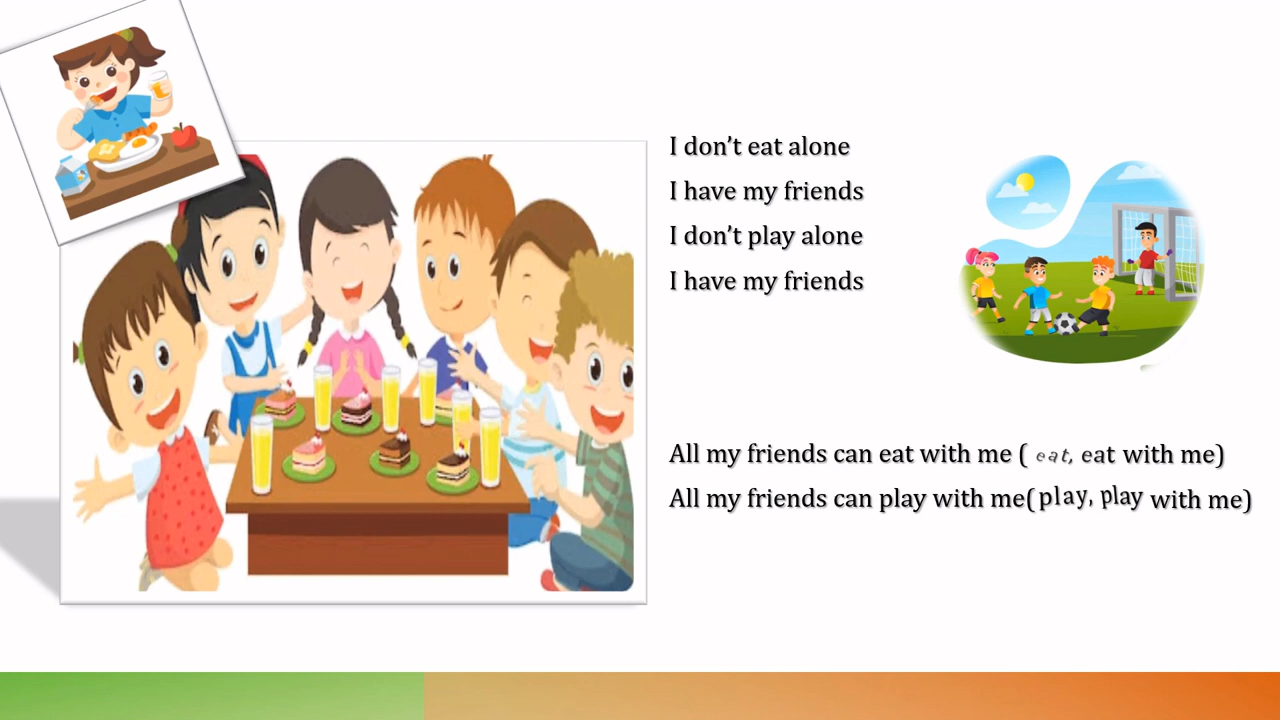 I don’t eat alone
I have my friends
I don’t play alone
I have my friends
All my friends can eat with me ( eat, eat with me)
All my friends can play with me(play, play with me)